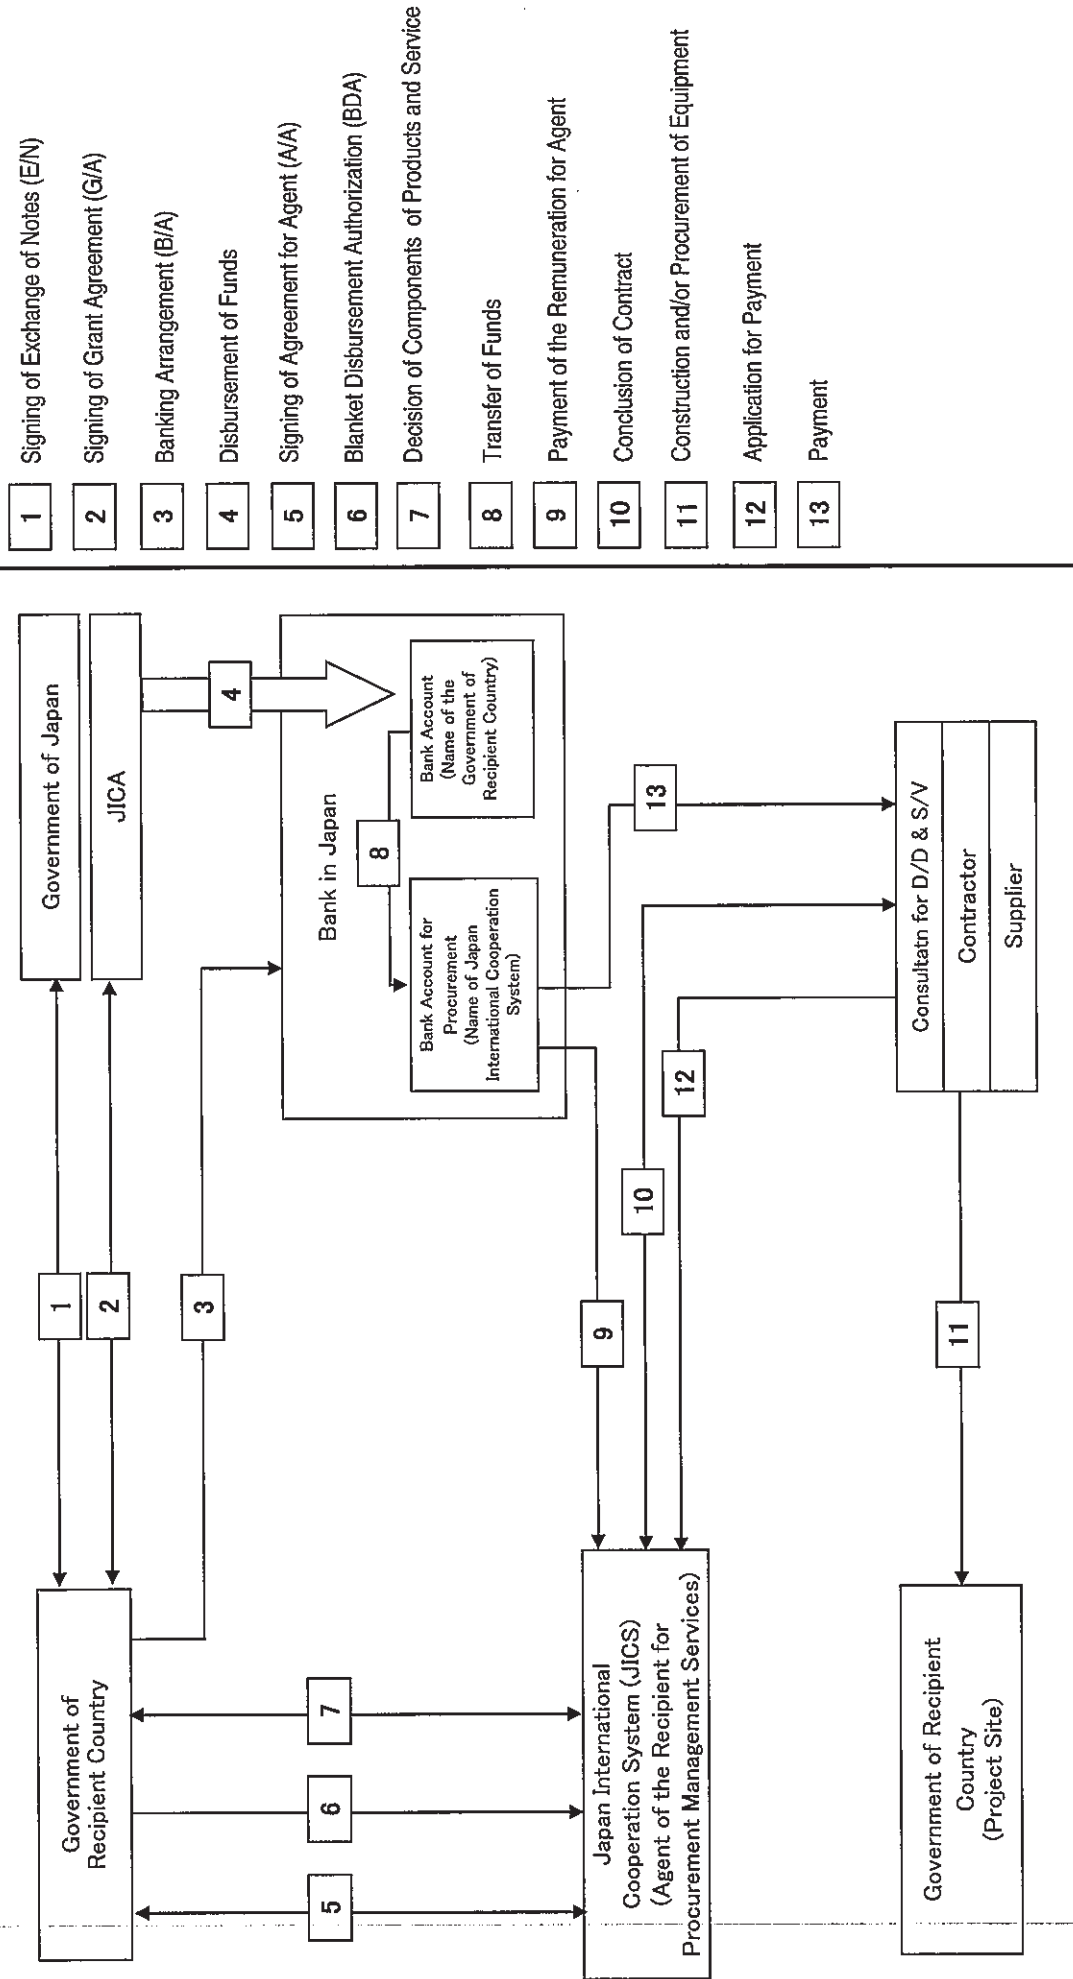 Government of
Recipient Country
1
2
3
Government of Japan
JICA
4
5
6
7
Bank in Japan
8
Bank Account for
Procurement
(Name of Japan
International Cooperation
System)
Bank Account
(Name of the
Government of
Recipient Country)
Japan International
Cooperation System (JICS)
(Agent of the Recipient for
Procurement Management Services)
9
10
12
13
Government of Recipient
Country
(Project Site)
11
Consultatn for D/D & S/V
Contractor
Supplier
1 Signing of Exchange of Notes (E/N)
2 Signing of Grant Agreement (G/A)
3 Banking Arrangement (B/A)
4 Disbursement of Funds
5 Signing of Agreement for Agent (A/A)
6 Blanket Disbursement Authorization (BDA)
7 Decision of Components of Products and Service
8 Transfer of Funds
9 Payment of the Remuneration for Agent
10 Conclusion of Contract
11 Construction and/or Procurement of Equipment
12 Application for Payment
13 Payment